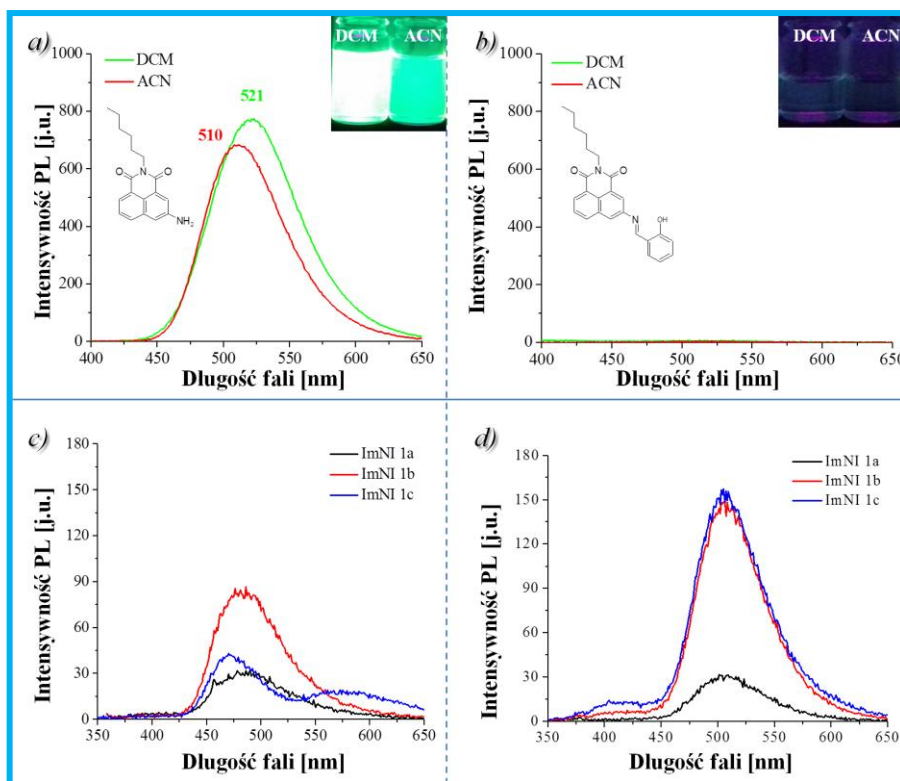 a)
DCM ACN
1000
800
600
400
200
0
Intensywność PL [j.u.]
DCM
ACN
521
510
O N O
NH2
400 450 500 550 600 650
Długość fali [nm]
b)
DCM ACN
1000
800
600
400
200
0
Intensywność PL [j.u.]
DCM
ACN
O N O
OH
N
400 450 500 550 600 650
Długość fali [nm]
c)
180
150
120
90
60
30
0
Intensywność PL [j.u.]
ImNI 1a
ImNI 1b
ImNI 1c
350 400 450 500 550 600 650
Długość fali [nm]
d)
180
150
120
90
60
30
0
Intensywność PL [j.u.]
ImNI 1a
ImNI 1b
ImNI 1c
350 400 450 500 550 600 650
Długość fali [nm]